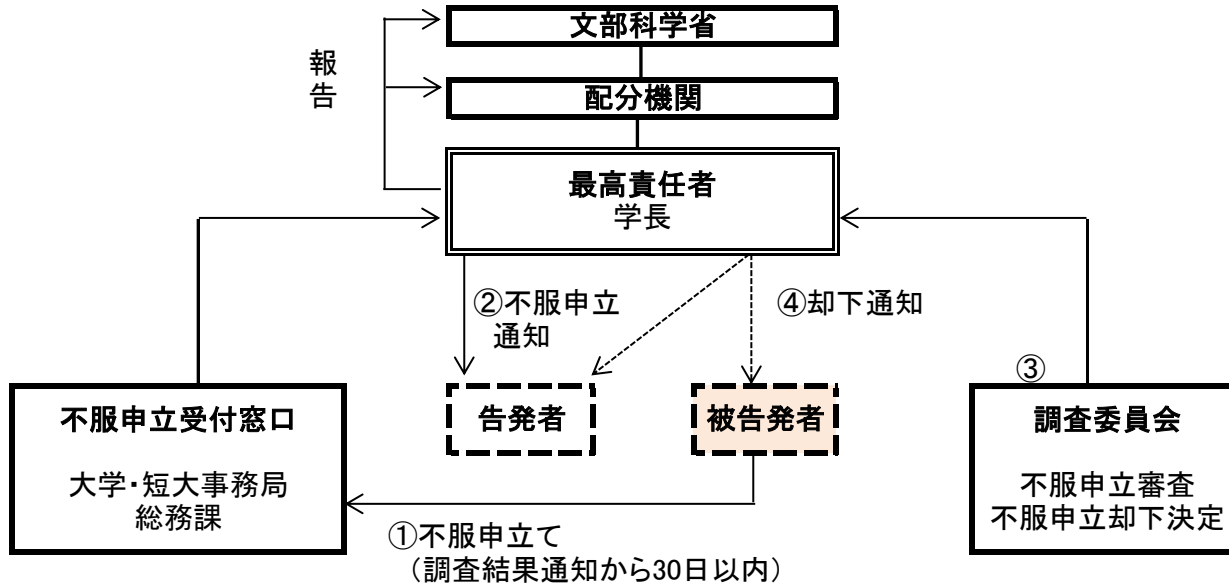 文部科学省
報
告
配分機関
最高責任者
学長
②不服申立
通知
④却下通知
③
不服申立受付窓口
大学・短大事務局
総務課
告発者
被告発者
調査委員会
不服申立審査
不服申立却下決定
①不服申立て
（調査結果通知から30日以内）